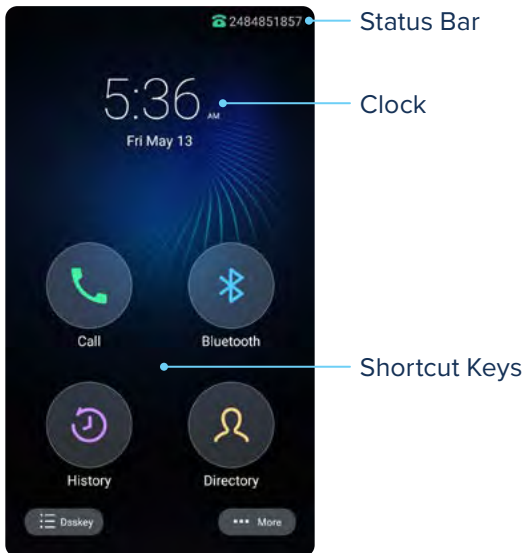 2484851857
Status Bar
5:36 AM
Clock
Fri May 13
Call
Bluetooth
Shortcut Keys
History
Directory
Dsskey
More